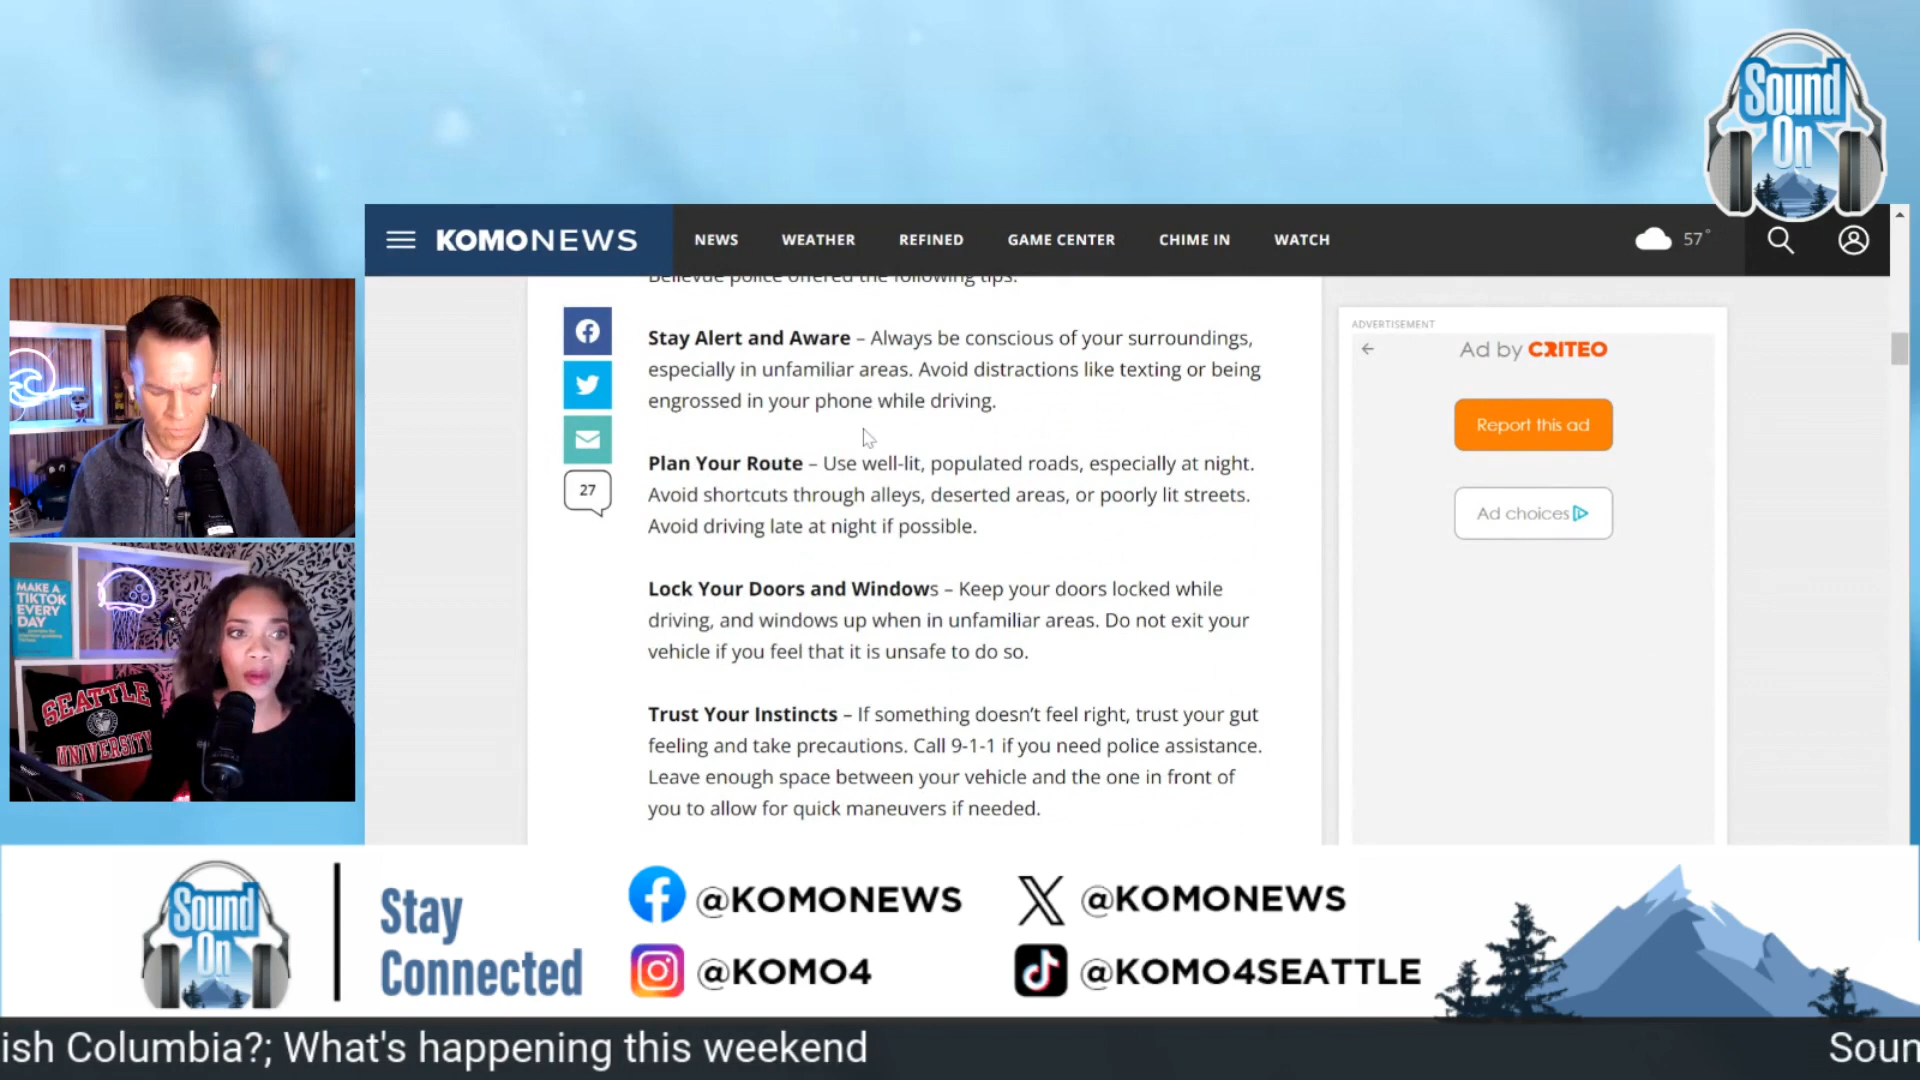 Sound
On
KOMONEWS
NEWS
WEATHER
REFINED
GAME CENTER
CHIME IN
WATCH
57°
Bellevue police offered the following tips:
Stay Alert and Aware – Always be conscious of your surroundings,
especially in unfamiliar areas. Avoid distractions like texting or being
engrossed in your phone while driving.
Plan Your Route – Use well-lit, populated roads, especially at night.
Avoid shortcuts through alleys, deserted areas, or poorly lit streets.
Avoid driving late at night if possible.
Lock Your Doors and Windows – Keep your doors locked while
driving, and windows up when in unfamiliar areas. Do not exit your
vehicle if you feel that it is unsafe to do so.
Trust Your Instincts – If something doesn't feel right, trust your gut
feeling and take precautions. Call 9-1-1 if you need police assistance.
Leave enough space between your vehicle and the one in front of
you to allow for quick maneuvers if needed.
27
ADVERTISEMENT
Ad by CRITEO
Report this ad
Ad choices
MAKE A
TIKTOK
EVERY
DAY
SEATTLE
UNIVERSITY
Sound
On
Stay
Connected
@KOMONEWS
@KOMONEWS
@KOMO4
@KOMO4SEATTLE
ish Columbia?; What's happening this weekend
Soun